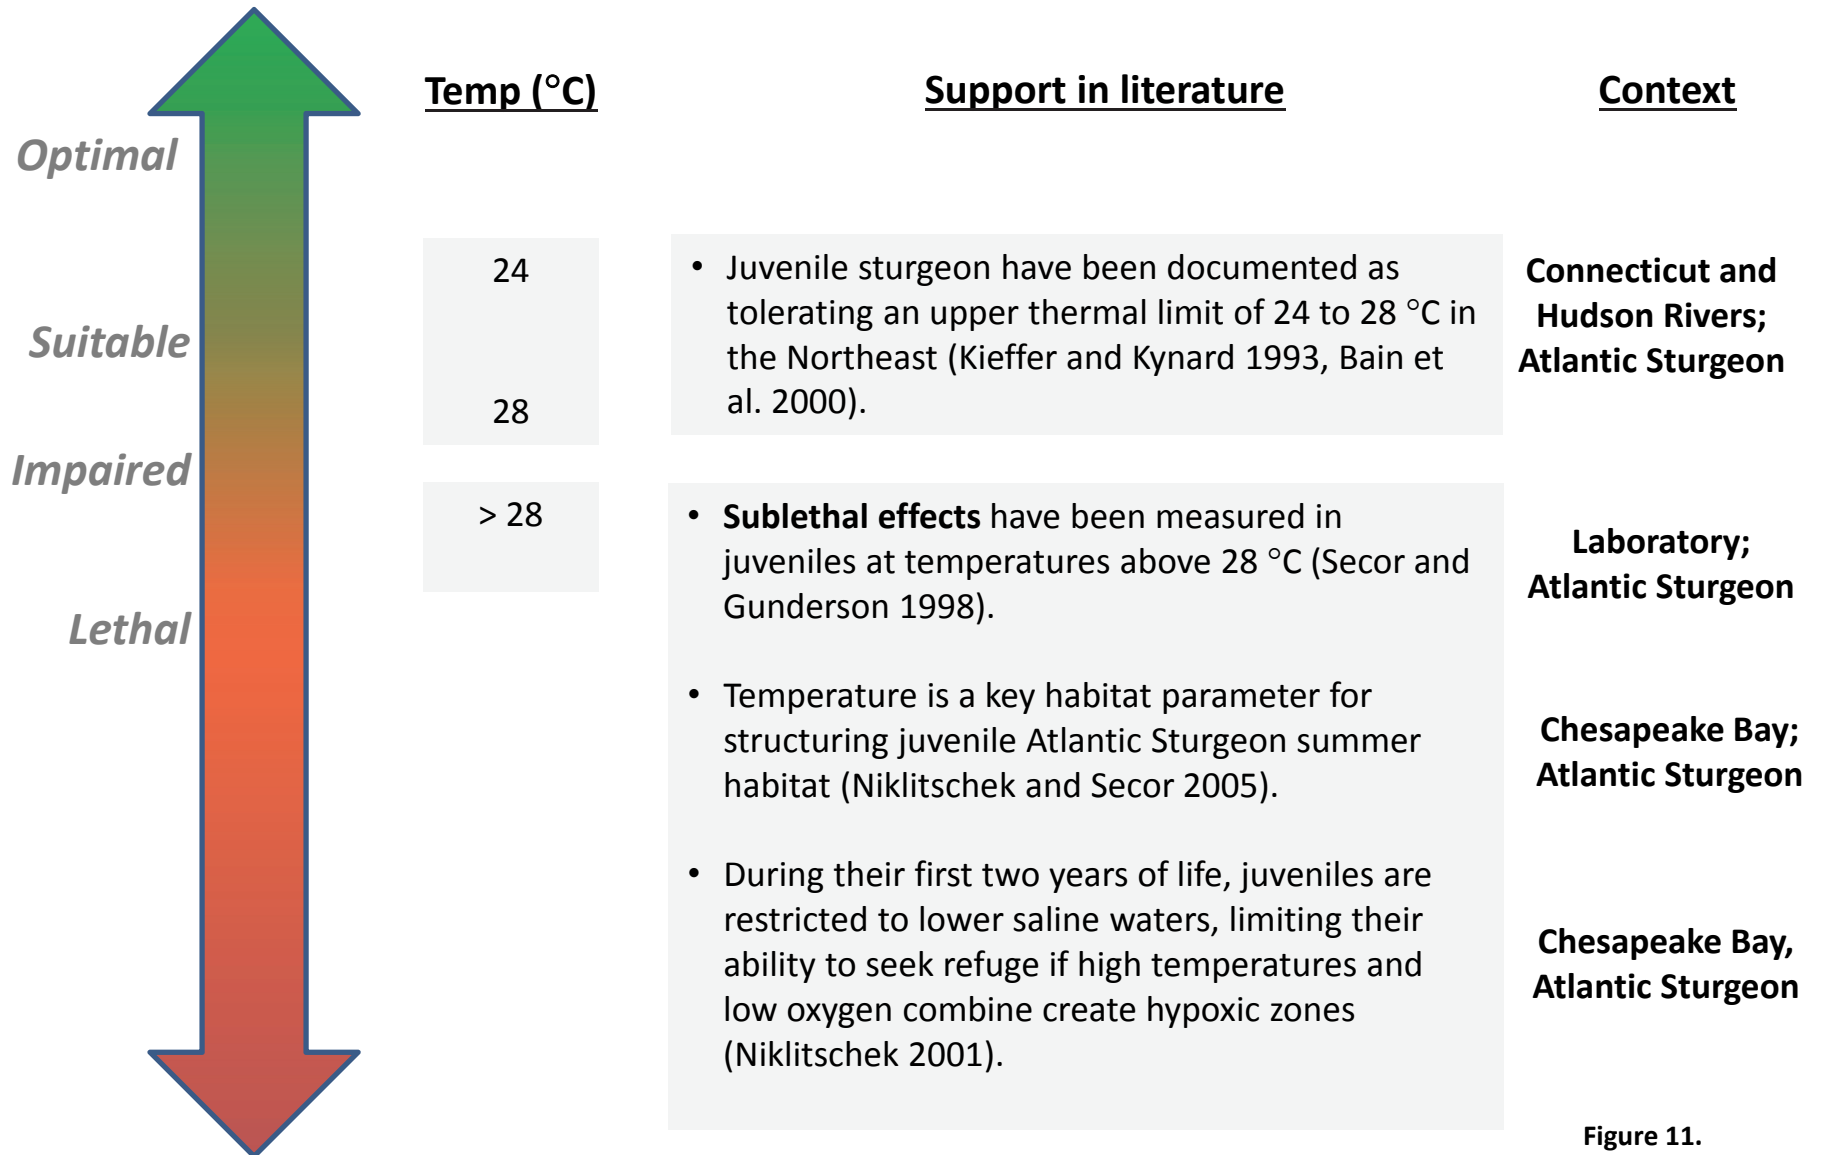 Temp (°C)
Support in literature
Context
Optimal
Suitable
Impaired
Lethal
24
28
• Juvenile sturgeon have been documented as
tolerating an upper thermal limit of 24 to 28 °C in
the Northeast (Kieffer and Kynard 1993, Bain et
al. 2000).
Connecticut and
Hudson Rivers;
Atlantic Sturgeon
> 28
• Sublethal effects have been measured in
juveniles at temperatures above 28 °C (Secor and
Gunderson 1998).
Laboratory;
Atlantic Sturgeon
• Temperature is a key habitat parameter for
structuring juvenile Atlantic Sturgeon summer
habitat (Niklitschek and Secor 2005).
Chesapeake Bay;
Atlantic Sturgeon
• During their first two years of life, juveniles are
restricted to lower saline waters, limiting their
ability to seek refuge if high temperatures and
low oxygen combine create hypoxic zones
(Niklitschek 2001).
Chesapeake Bay,
Atlantic Sturgeon
Figure 11.